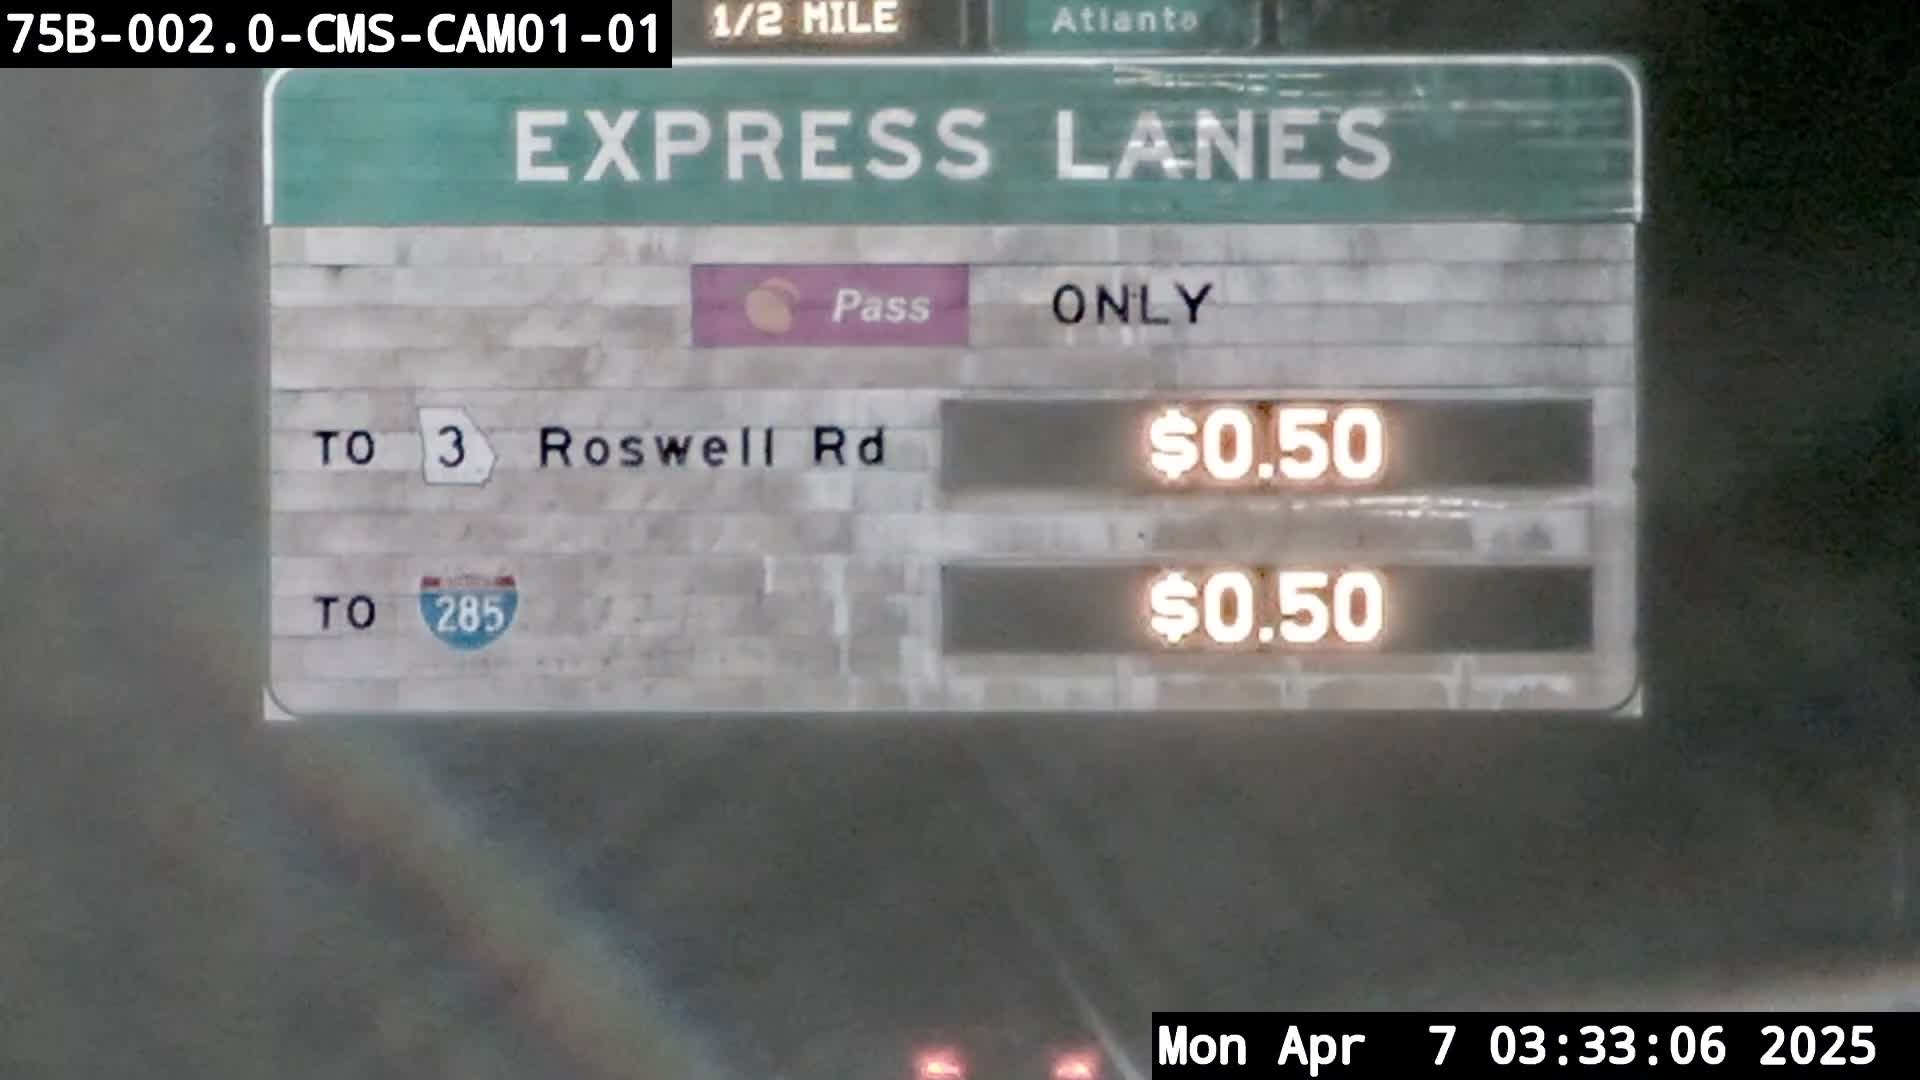 75B-002.0-CMS-CAM01-01
1/2 MILE
Atlanta
EXPRESS LANES
Pass ONLY
TO 3 Roswell Rd $0.50
TO 285 $0.50
Mon Apr 7 03:33:06 2025